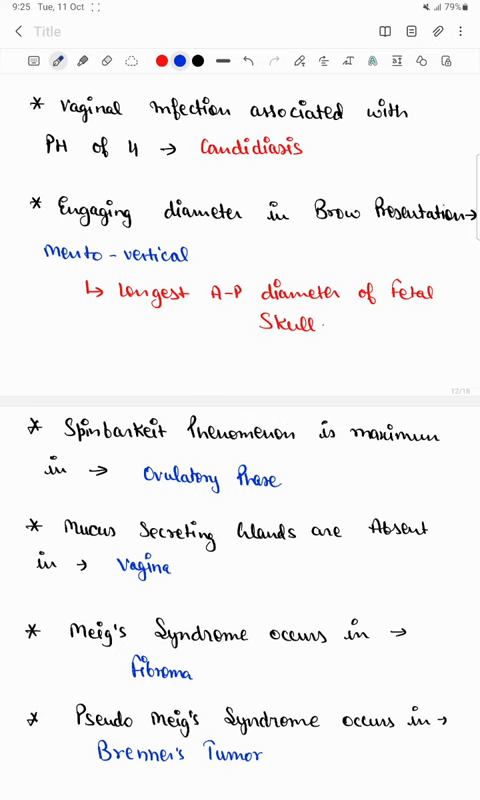 9:25 Tue, 11 Oct 79%
Title
* Vaginal Infection associated with
PH of 4 → Candidiasis
* Engaging diameter in Brow Presentation→
Mento - vertical
↳ Longest A-P diameter of Fetal
Skull.
12/18
* Spinbarkeit Phenomenon is maximum
in → Ovulatory Phase
* Mucus Secreting Glands are Absent
in → Vagina
* Meig's Syndrome occurs in →
Fibroma
* Pseudo Meig's Syndrome occurs in→
Brenner's Tumor